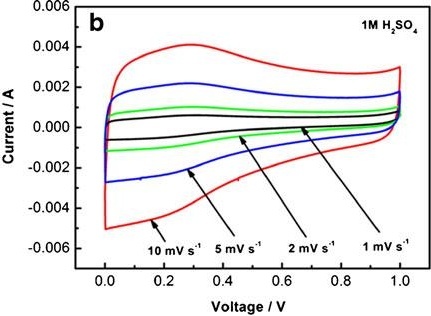 b
1M H₂SO₄
Current / A
0.006
0.004
0.002
0.000
-0.002
-0.004
-0.006
10 mV s⁻¹
5 mV s⁻¹
2 mV s⁻¹
1 mV s⁻¹
0.0 0.2 0.4 0.6 0.8 1.0
Voltage / V